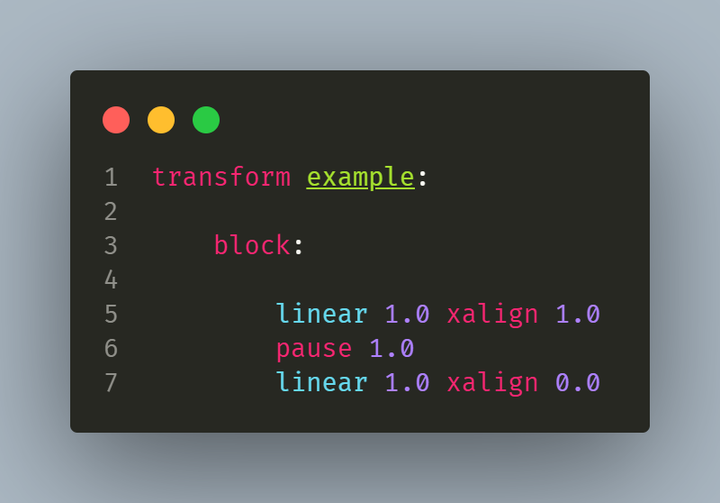 1 transform example:
2
3     block:
4
5         linear 1.0 xalign 1.0
6         pause 1.0
7         linear 1.0 xalign 0.0